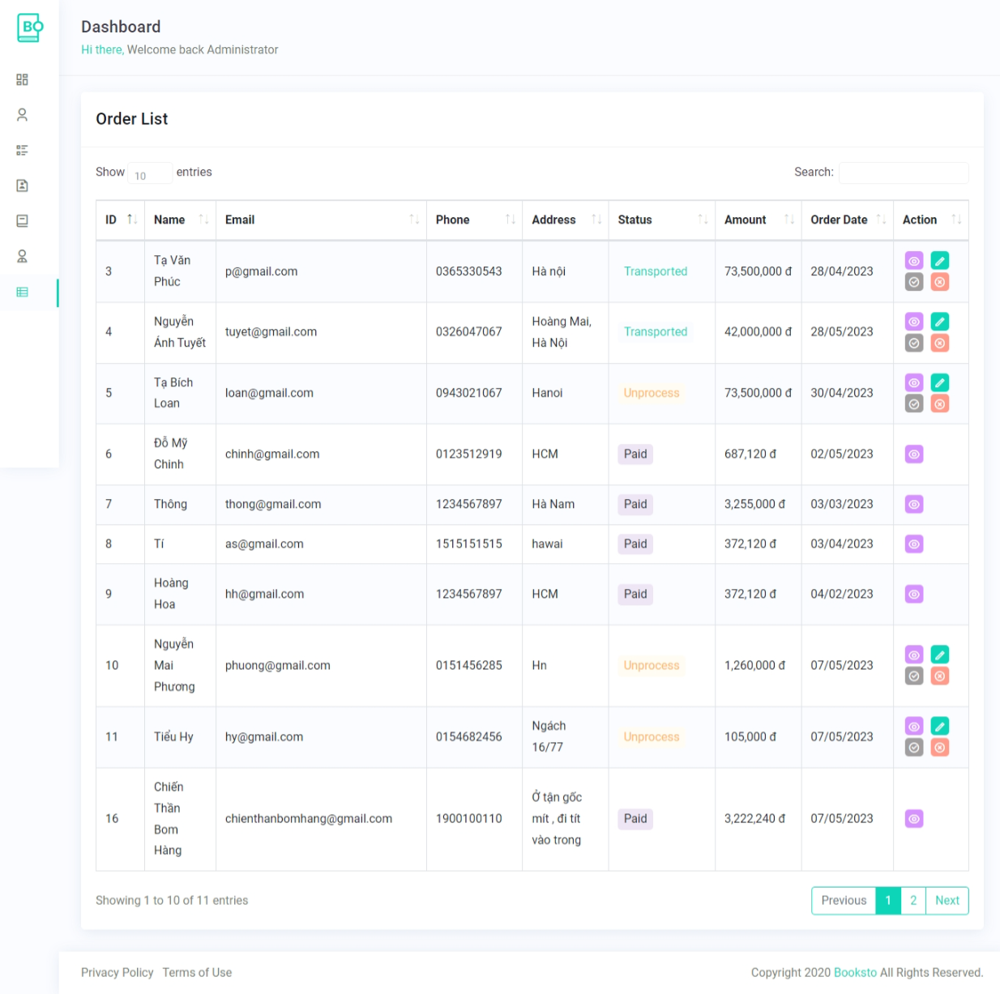 BO
Dashboard
Hi there, Welcome back Administrator
Order List
Show 10 entries
Search:
ID Name Email Phone Address Status Amount Order Date Action
3 Tạ Văn Phúc p@gmail.com 0365330543 Hà nội Transported 73,500,000 đ 28/04/2023
4 Nguyễn Ánh Tuyết tuyet@gmail.com 0326047067 Hoàng Mai, Hà Nội Transported 42,000,000 đ 28/05/2023
5 Tạ Bích Loan loan@gmail.com 0943021067 Hanoi Unprocess 73,500,000 đ 30/04/2023
6 Đỗ Mỹ Chinh chinh@gmail.com 0123512919 HCM Paid 687,120 đ 02/05/2023
7 Thông thong@gmail.com 1234567897 Hà Nam Paid 3,255,000 đ 03/03/2023
8 Tí as@gmail.com 1515151515 hawai Paid 372,120 đ 03/04/2023
9 Hoàng Hoa hh@gmail.com 1234567897 HCM Paid 372,120 đ 04/02/2023
10 Nguyễn Mai Phương phuong@gmail.com 0151456285 Hn Unprocess 1,260,000 đ 07/05/2023
11 Tiểu Hy hy@gmail.com 0154682456 Ngách 16/77 Unprocess 105,000 đ 07/05/2023
16 Chiến Thần Bom Hàng chienthanbomhang@gmail.com 1900100110 Ở tận gốc mít , đi tít vào trong Paid 3,222,240 đ 07/05/2023
Showing 1 to 10 of 11 entries
Previous 1 2 Next
Privacy Policy Terms of Use
Copyright 2020 Booksto All Rights Reserved.